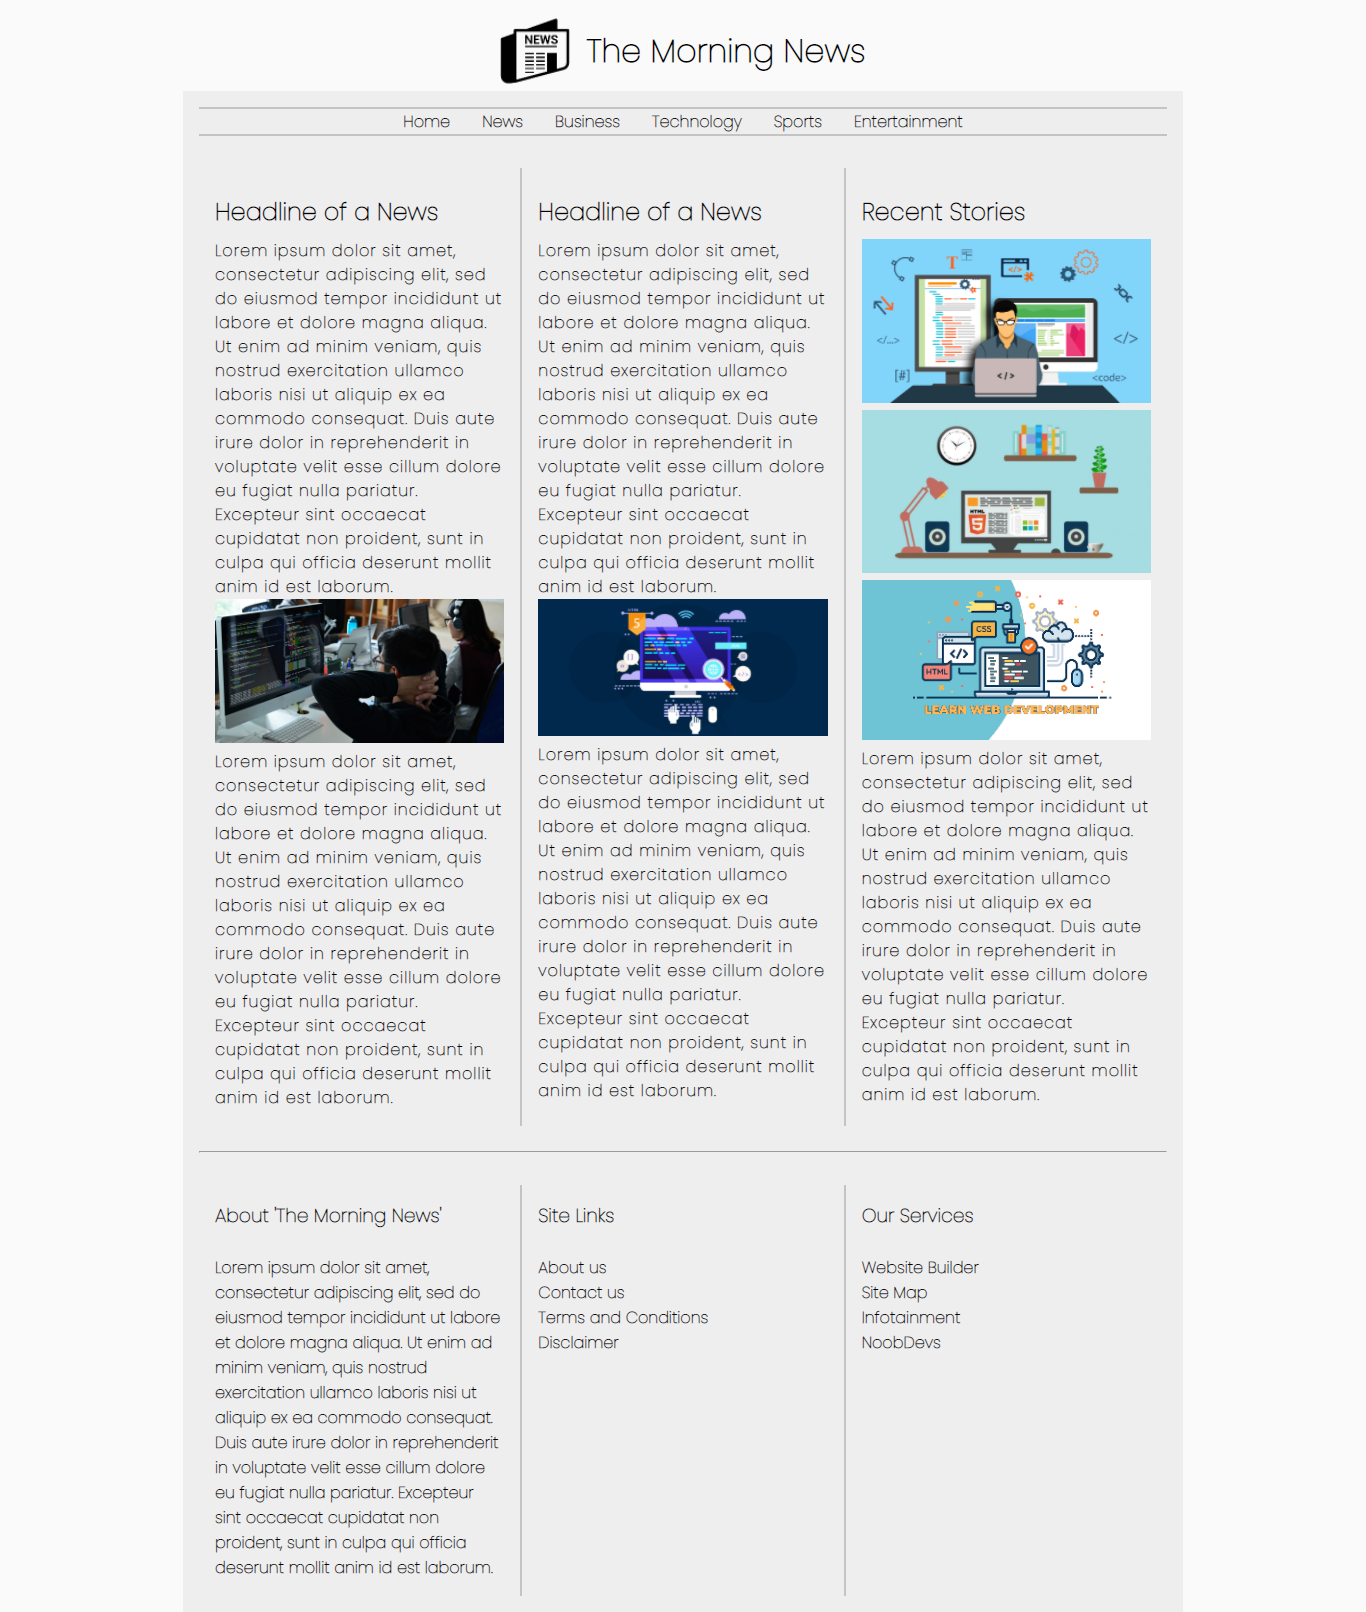 NEWS
The Morning News
Home News Business Technology Sports Entertainment
Headline of a News
Lorem ipsum dolor sit amet,
consectetur adipiscing elit, sed
do eiusmod tempor incididunt ut
labore et dolore magna aliqua.
Ut enim ad minim veniam, quis
nostrud exercitation ullamco
laboris nisi ut aliquip ex ea
commodo consequat. Duis aute
irure dolor in reprehenderit in
voluptate velit esse cillum dolore
eu fugiat nulla pariatur.
Excepteur sint occaecat
cupidatat non proident, sunt in
culpa qui officia deserunt mollit
anim id est laborum.
Lorem ipsum dolor sit amet,
consectetur adipiscing elit, sed
do eiusmod tempor incididunt ut
labore et dolore magna aliqua.
Ut enim ad minim veniam, quis
nostrud exercitation ullamco
laboris nisi ut aliquip ex ea
commodo consequat. Duis aute
irure dolor in reprehenderit in
voluptate velit esse cillum dolore
eu fugiat nulla pariatur.
Excepteur sint occaecat
cupidatat non proident, sunt in
culpa qui officia deserunt mollit
anim id est laborum.
Headline of a News
Lorem ipsum dolor sit amet,
consectetur adipiscing elit, sed
do eiusmod tempor incididunt ut
labore et dolore magna aliqua.
Ut enim ad minim veniam, quis
nostrud exercitation ullamco
laboris nisi ut aliquip ex ea
commodo consequat. Duis aute
irure dolor in reprehenderit in
voluptate velit esse cillum dolore
eu fugiat nulla pariatur.
Excepteur sint occaecat
cupidatat non proident, sunt in
culpa qui officia deserunt mollit
anim id est laborum.
HTML
5
Lorem ipsum dolor sit amet,
consectetur adipiscing elit, sed
do eiusmod tempor incididunt ut
labore et dolore magna aliqua.
Ut enim ad minim veniam, quis
nostrud exercitation ullamco
laboris nisi ut aliquip ex ea
commodo consequat. Duis aute
irure dolor in reprehenderit in
voluptate velit esse cillum dolore
eu fugiat nulla pariatur.
Excepteur sint occaecat
cupidatat non proident, sunt in
culpa qui officia deserunt mollit
anim id est laborum.
Recent Stories
T
</>
</...>
</>
[#]
</>
<code>
HTML
5
CSS
</>
HTML
LEARN WEB DEVELOPMENT
Lorem ipsum dolor sit amet,
consectetur adipiscing elit, sed
do eiusmod tempor incididunt ut
labore et dolore magna aliqua.
Ut enim ad minim veniam, quis
nostrud exercitation ullamco
laboris nisi ut aliquip ex ea
commodo consequat. Duis aute
irure dolor in reprehenderit in
voluptate velit esse cillum dolore
eu fugiat nulla pariatur.
Excepteur sint occaecat
cupidatat non proident, sunt in
culpa qui officia deserunt mollit
anim id est laborum.
About 'The Morning News'
Lorem ipsum dolor sit amet,
consectetur adipiscing elit, sed do
eiusmod tempor incididunt ut labore
et dolore magna aliqua. Ut enim ad
minim veniam, quis nostrud
exercitation ullamco laboris nisi ut
aliquip ex ea commodo consequat.
Duis aute irure dolor in reprehenderit
in voluptate velit esse cillum dolore
eu fugiat nulla pariatur. Excepteur
sint occaecat cupidatat non
proident, sunt in culpa qui officia
deserunt mollit anim id est laborum.
Site Links
About us
Contact us
Terms and Conditions
Disclaimer
Our Services
Website Builder
Site Map
Infotainment
NoobDevs